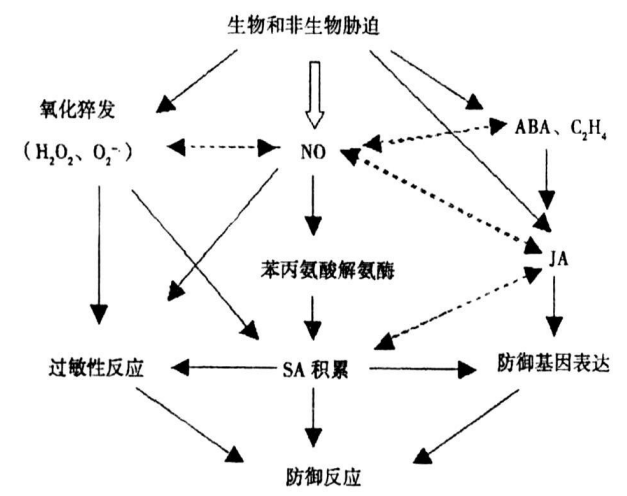 生物和非生物胁迫
氧化猝发
(H₂O₂、O₂⁻·)
NO
ABA、C₂H₄
苯丙氨酸解氨酶
JA
过敏性反应
SA 积累
防御基因表达
防御反应